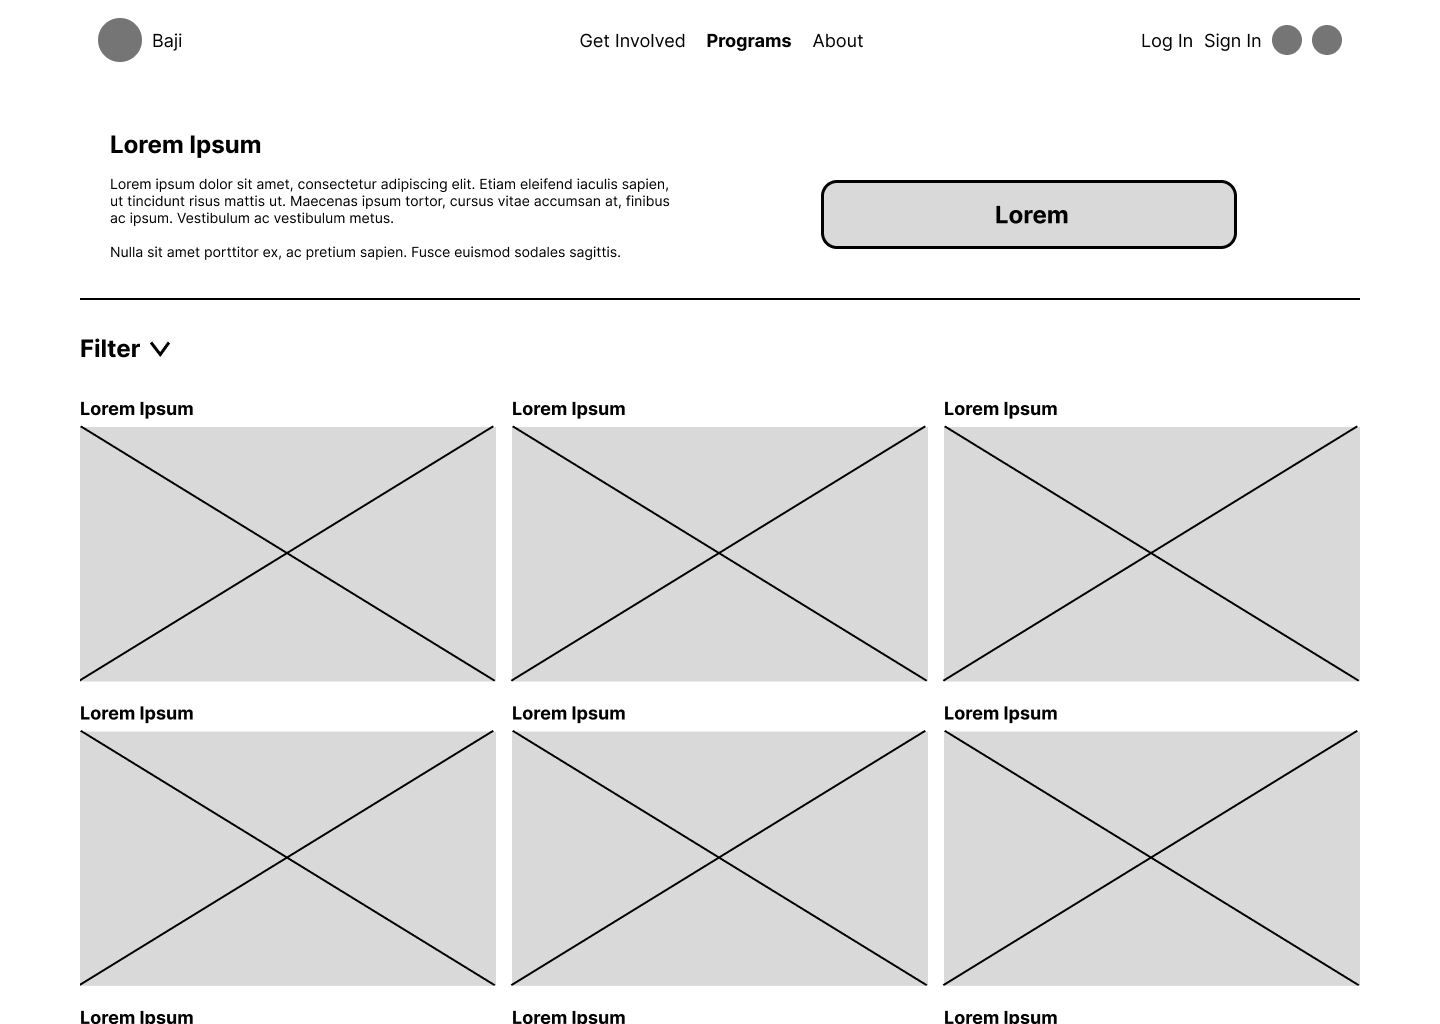 Baji
Get Involved Programs About
Log In Sign In
Lorem Ipsum
Lorem ipsum dolor sit amet, consectetur adipiscing elit. Etiam eleifend iaculis sapien,
ut tincidunt risus mattis ut. Maecenas ipsum tortor, cursus vitae accumsan at, finibus
ac ipsum. Vestibulum ac vestibulum metus.
Nulla sit amet porttitor ex, ac pretium sapien. Fusce euismod sodales sagittis.
Lorem
Filter
Lorem Ipsum
Lorem Ipsum
Lorem Ipsum
Lorem Ipsum
Lorem Ipsum
Lorem Ipsum
Lorem Ipsum
Lorem Ipsum
Lorem Ipsum